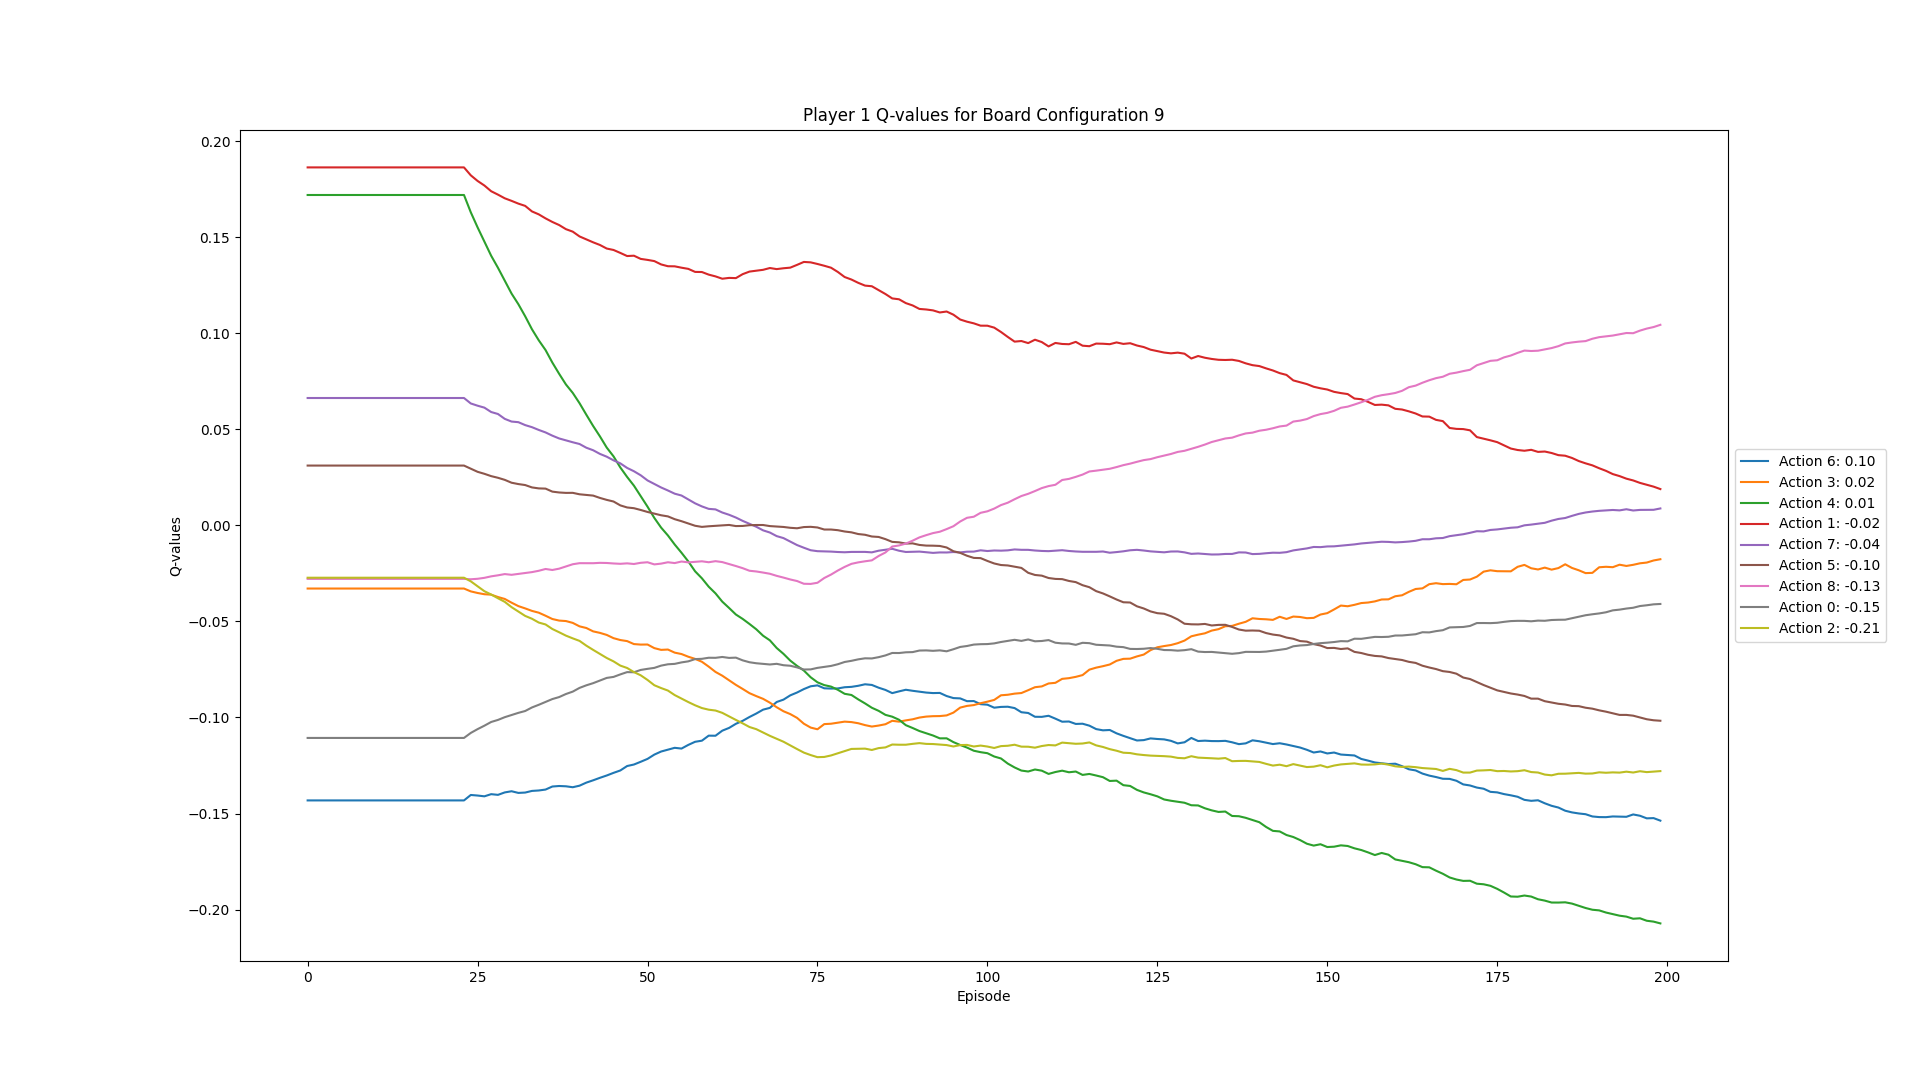 Player 1 Q-values for Board Configuration 9
0.20
0.15
0.10
0.05
0.00
−0.05
−0.10
−0.15
−0.20
Q-values
0 25 50 75 100 125 150 175 200
Episode
Action 6: 0.10
Action 3: 0.02
Action 4: 0.01
Action 1: -0.02
Action 7: -0.04
Action 5: -0.10
Action 8: -0.13
Action 0: -0.15
Action 2: -0.21